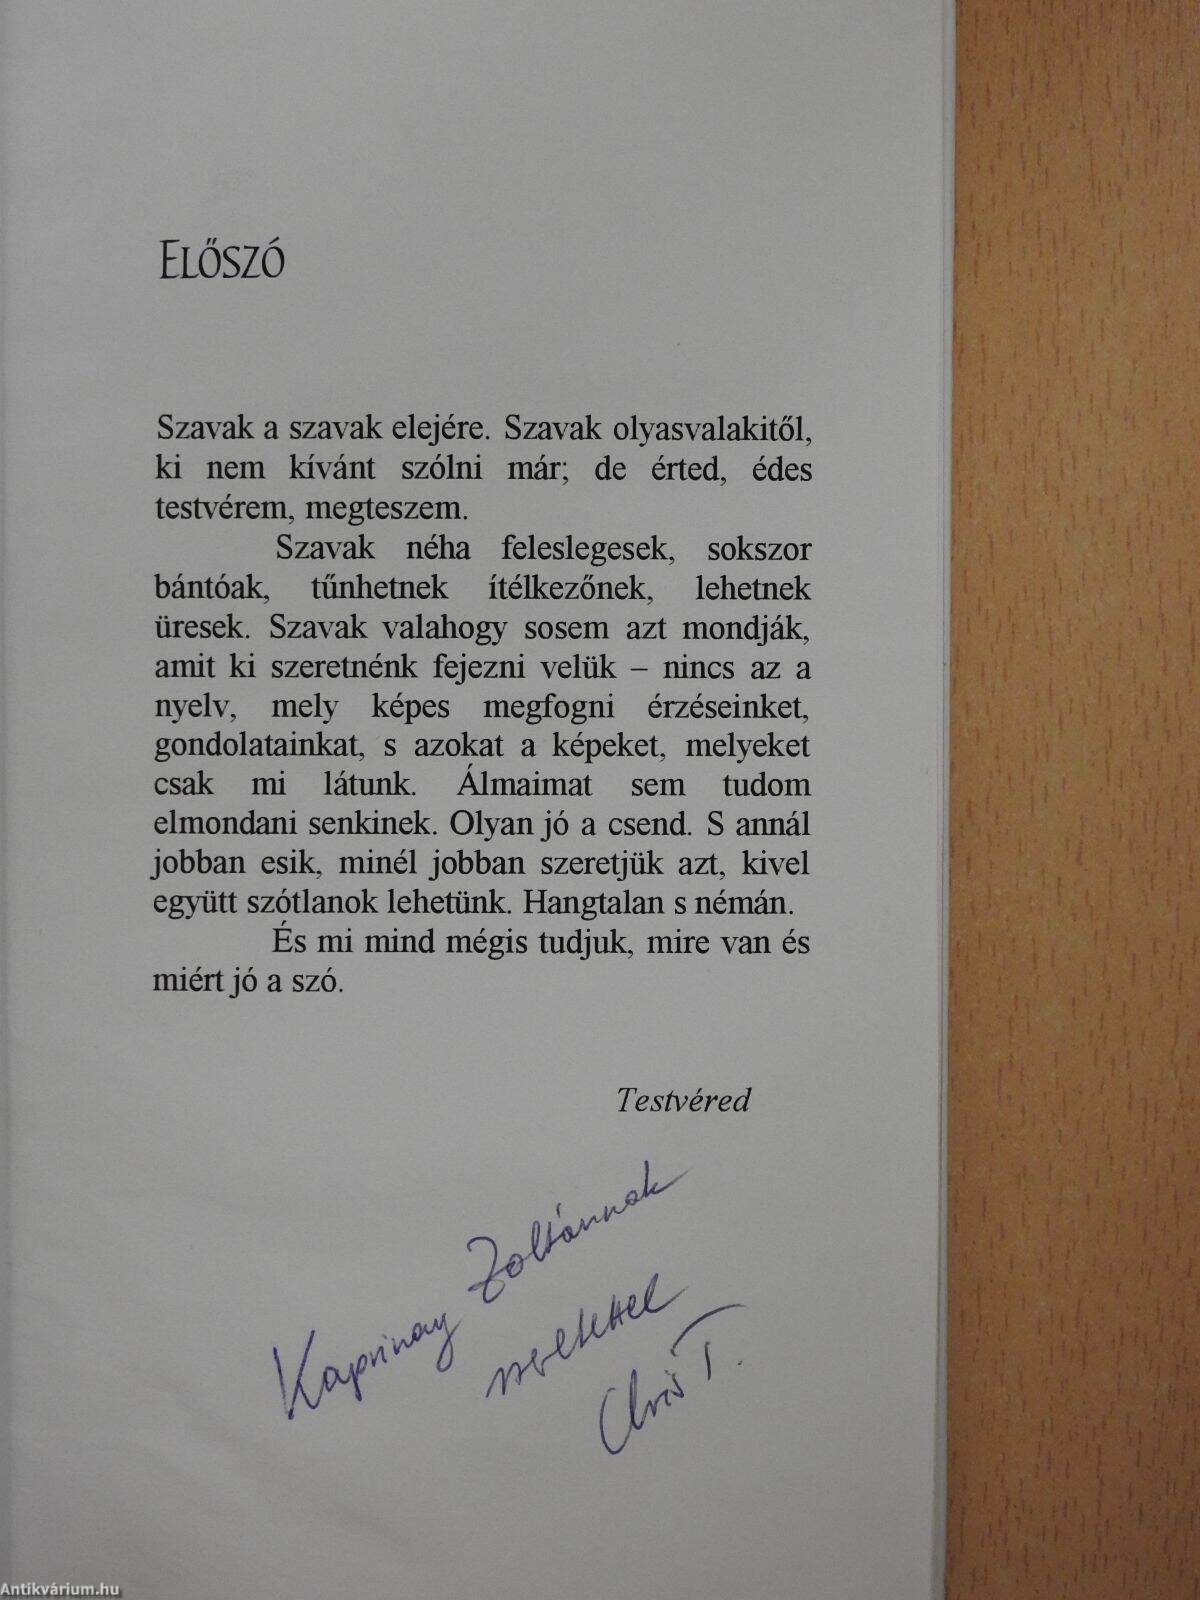 ELŐSZÓ
Szavak a szavak elejére. Szavak olyasvalakitől,
ki nem kívánt szólni már; de érted, édes
testvérem, megteszem.
Szavak néha feleslegesek, sokszor
bántóak, tűnhetnek ítélkezőnek, lehetnek
üresek. Szavak valahogy sosem azt mondják,
amit ki szeretnénk fejezni velük – nincs az a
nyelv, mely képes megfogni érzéseinket,
gondolatainkat, s azokat a képeket, melyeket
csak mi látunk. Álmaimat sem tudom
elmondani senkinek. Olyan jó a csend. S annál
jobban esik, minél jobban szeretjük azt, kivel
együtt szótlanok lehetünk. Hangtalan s némán.
És mi mind mégis tudjuk, mire van és
miért jó a szó.
Testvéred
Kaprinay Zoltánnak
szeretettel
T.
Antikvárium.hu